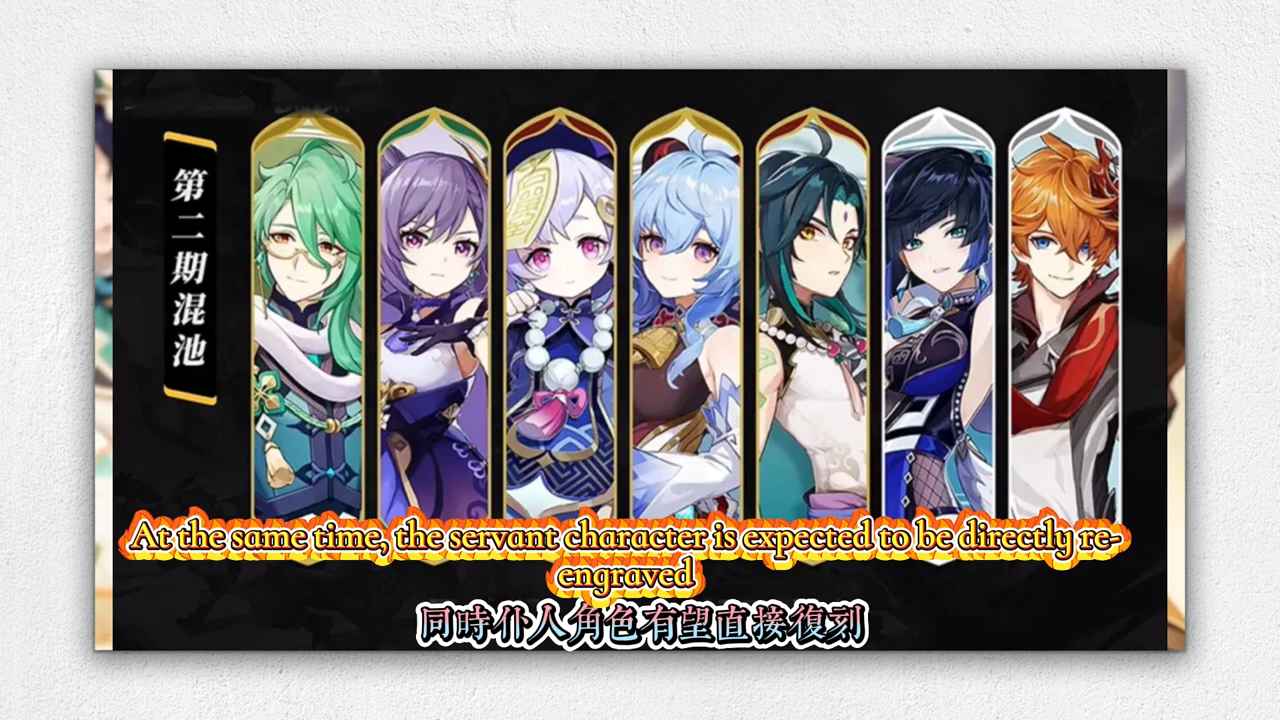 第二期混池
At the same time, the servant character is expected to be directly re-
engraved
同時仆人角色有望直接復刻